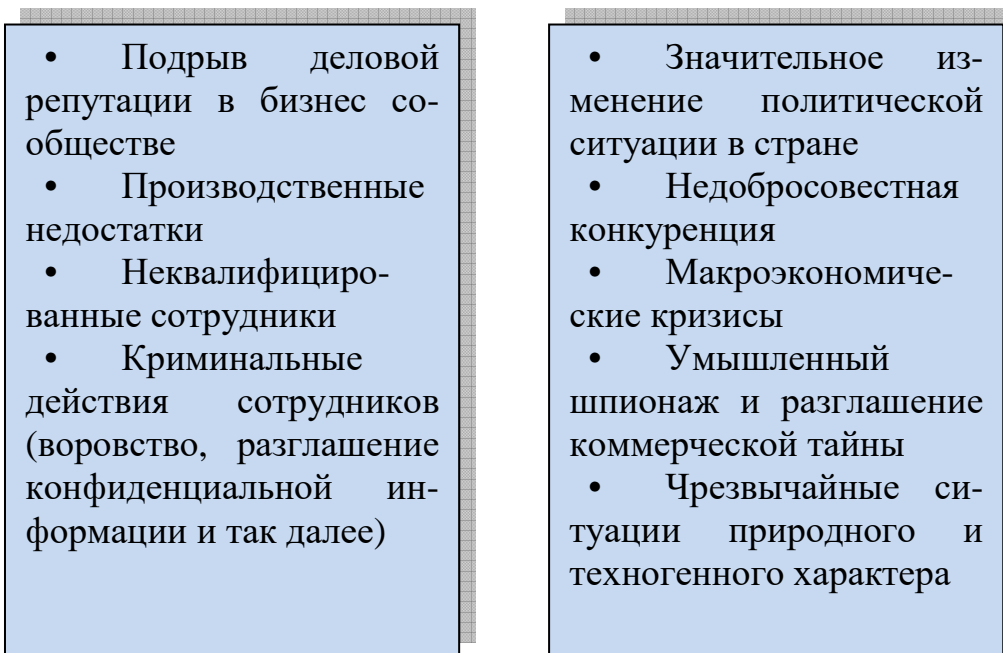 • Подрыв деловой
репутации в бизнес со-
обществе
• Производственные
недостатки
• Неквалифициро-
ванные сотрудники
• Криминальные
действия сотрудников
(воровство, разглашение
конфиденциальной ин-
формации и так далее)
• Значительное из-
менение политической
ситуации в стране
• Недобросовестная
конкуренция
• Макроэкономиче-
ские кризисы
• Умышленный
шпионаж и разглашение
коммерческой тайны
• Чрезвычайные си-
туации природного и
техногенного характера